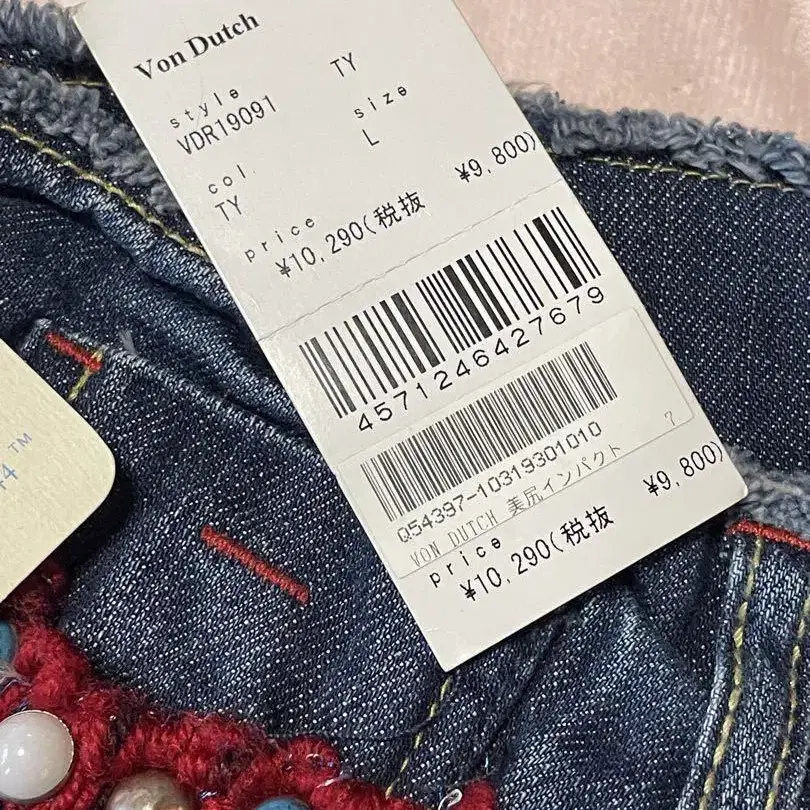 Von Dutch
style TY
VDR19091
col. size
TY L
price
¥10,290(税抜 ¥9,800)
4571246427679
Q54397-10319301010
VON DUTCH 美尻インパクト 7
price
¥10,290(税抜 ¥9,800)
4™